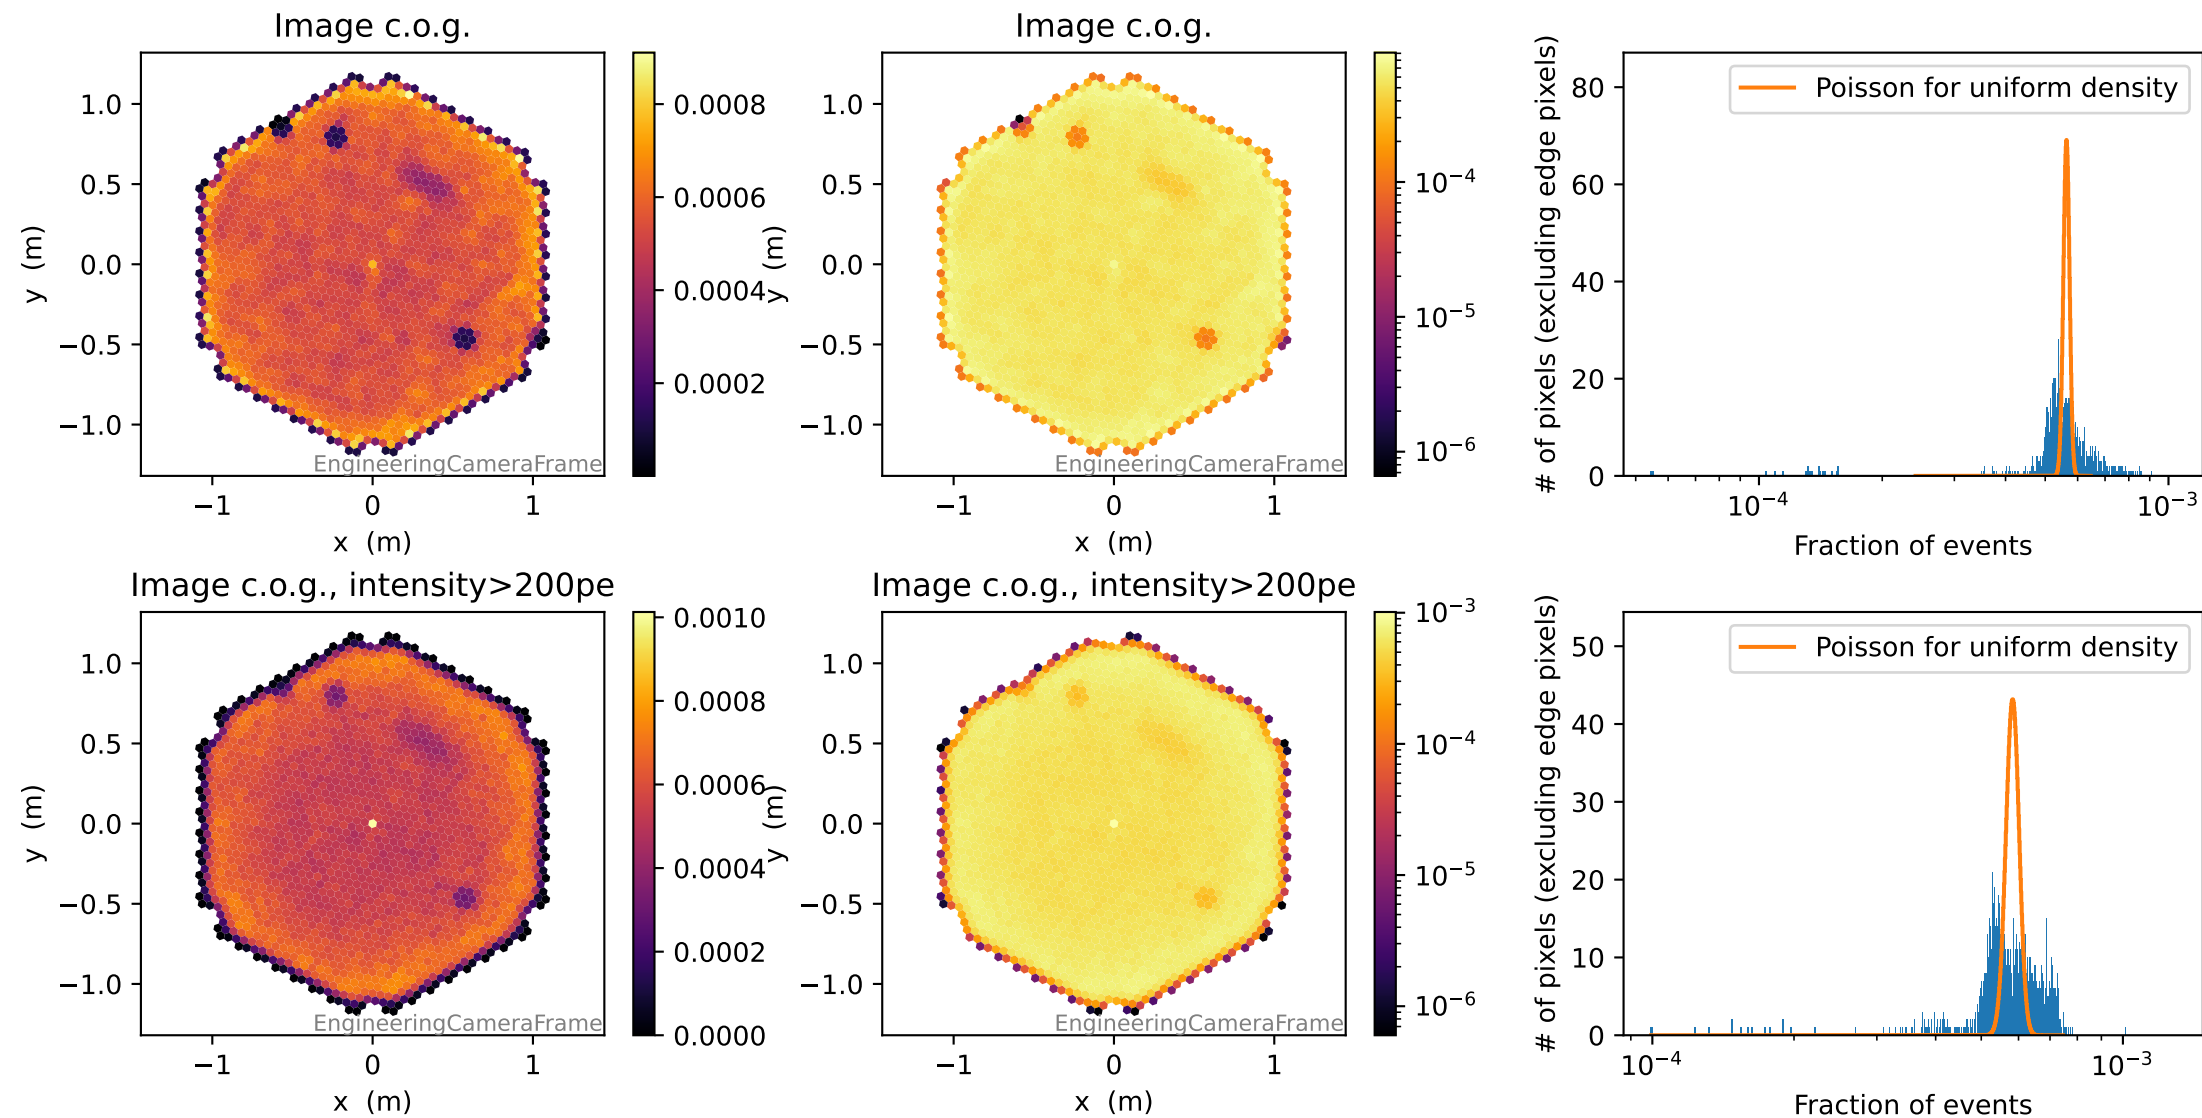 Image c.o.g.
1.0
0.5
0.0
−0.5
−1.0
y (m)
−1
0
1
x (m)
EngineeringCameraFrame
0.0008
0.0006
0.0004
0.0002
Image c.o.g.
1.0
0.5
0.0
−0.5
−1.0
y (m)
−1
0
1
x (m)
EngineeringCameraFrame
10⁻⁴
10⁻⁵
10⁻⁶
Poisson for uniform density
80
60
40
20
0
# of pixels (excluding edge pixels)
10⁻⁴
10⁻³
Fraction of events
Image c.o.g., intensity>200pe
1.0
0.5
0.0
−0.5
−1.0
y (m)
−1
0
1
x (m)
EngineeringCameraFrame
0.0010
0.0008
0.0006
0.0004
0.0002
0.0000
Image c.o.g., intensity>200pe
1.0
0.5
0.0
−0.5
−1.0
y (m)
−1
0
1
x (m)
EngineeringCameraFrame
10⁻³
10⁻⁴
10⁻⁵
10⁻⁶
Poisson for uniform density
50
40
30
20
10
0
# of pixels (excluding edge pixels)
10⁻⁴
10⁻³
Fraction of events